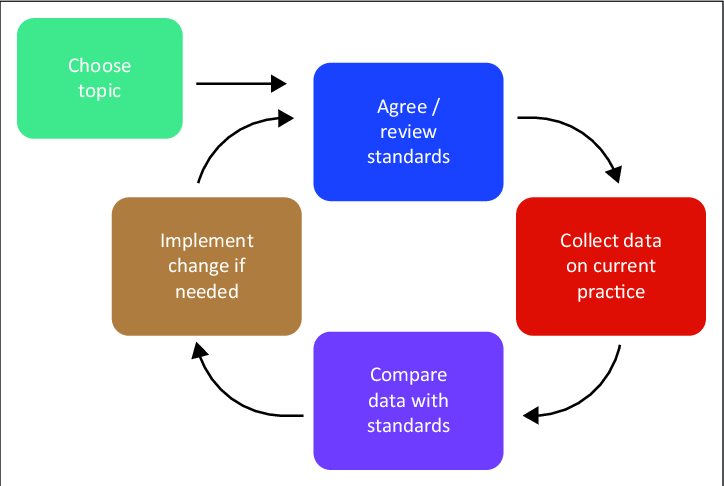 Choose
topic
Agree /
review
standards
Collect data
on current
practice
Compare
data with
standards
Implement
change if
needed